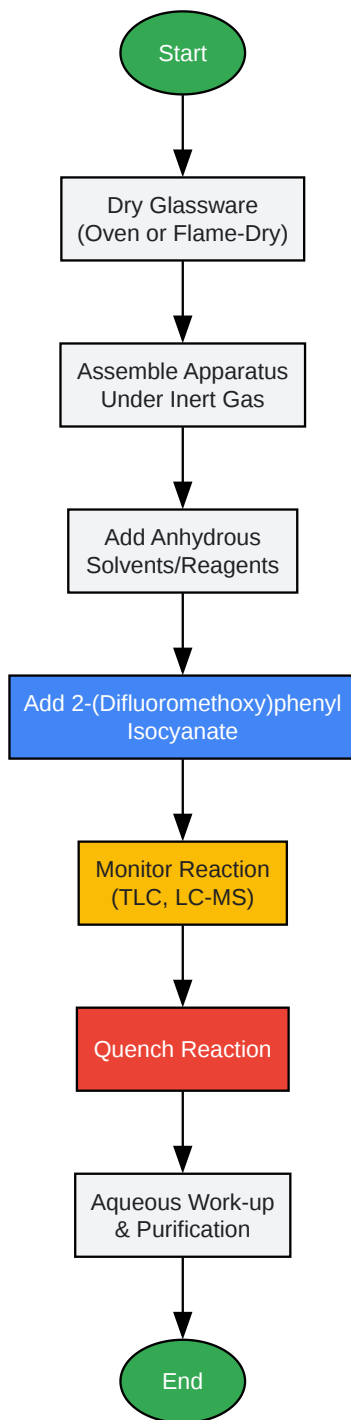 Start
Dry Glassware
(Oven or Flame-Dry)
Assemble Apparatus
Under Inert Gas
Add Anhydrous
Solvents/Reagents
Add 2-(Difluoromethoxy)phenyl
Isocyanate
Monitor Reaction
(TLC, LC-MS)
Quench Reaction
Aqueous Work-up
& Purification
End